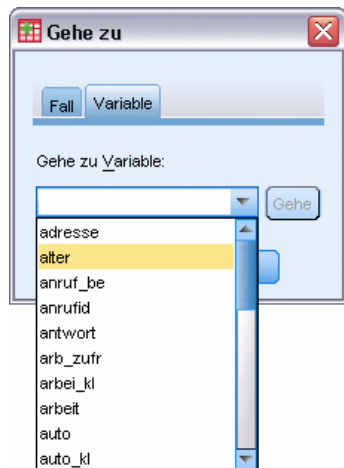 Gehe zu
Fall Variable
Gehe zu Variable:
Gehe
adresse
alter
anruf_be
anrufid
antwort
arb_zufr
arbei_kl
arbeit
auto
auto_kl